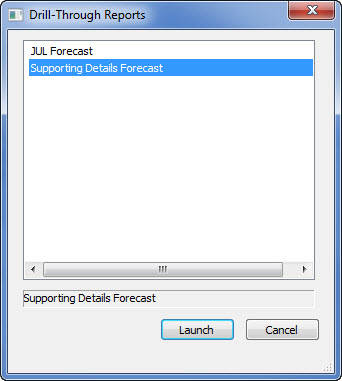 Drill-Through Reports
JUL Forecast
Supporting Details Forecast
Supporting Details Forecast
Launch
Cancel